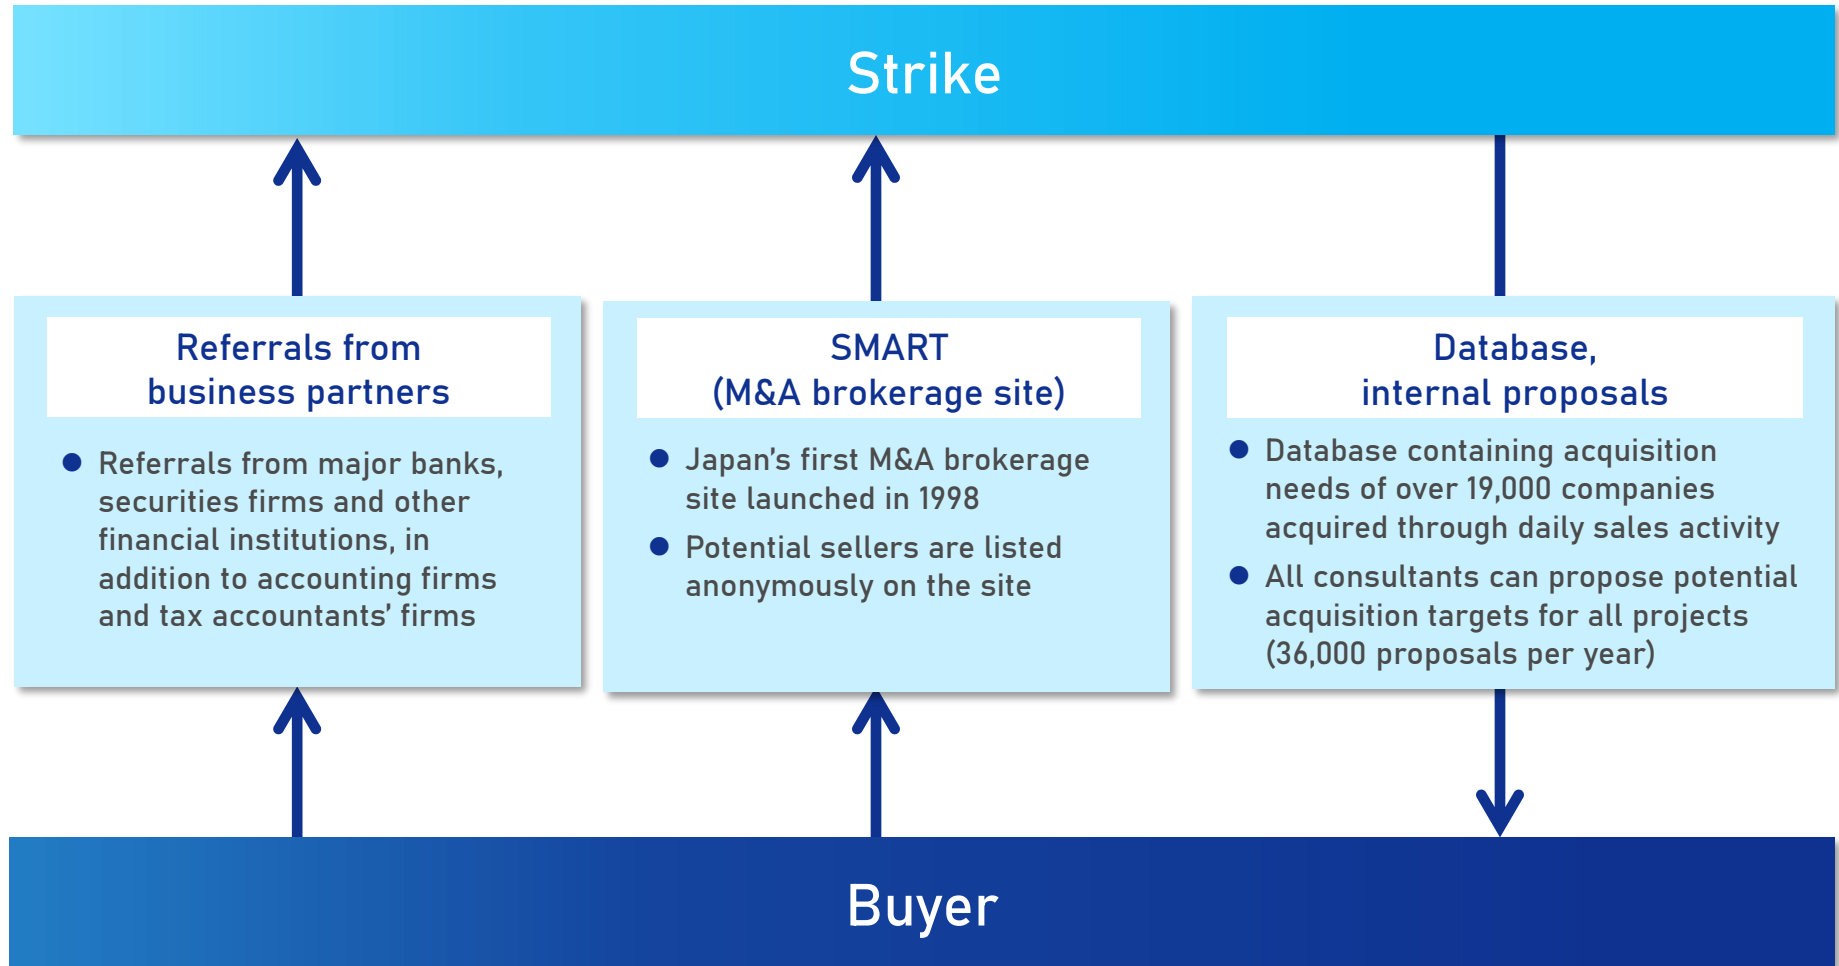 Strike
Referrals from
business partners
● Referrals from major banks,
securities firms and other
financial institutions, in
addition to accounting firms
and tax accountants’ firms
SMART
(M&A brokerage site)
● Japan’s first M&A brokerage
site launched in 1998
● Potential sellers are listed
anonymously on the site
Database,
internal proposals
● Database containing acquisition
needs of over 19,000 companies
acquired through daily sales activity
● All consultants can propose potential
acquisition targets for all projects
(36,000 proposals per year)
Buyer